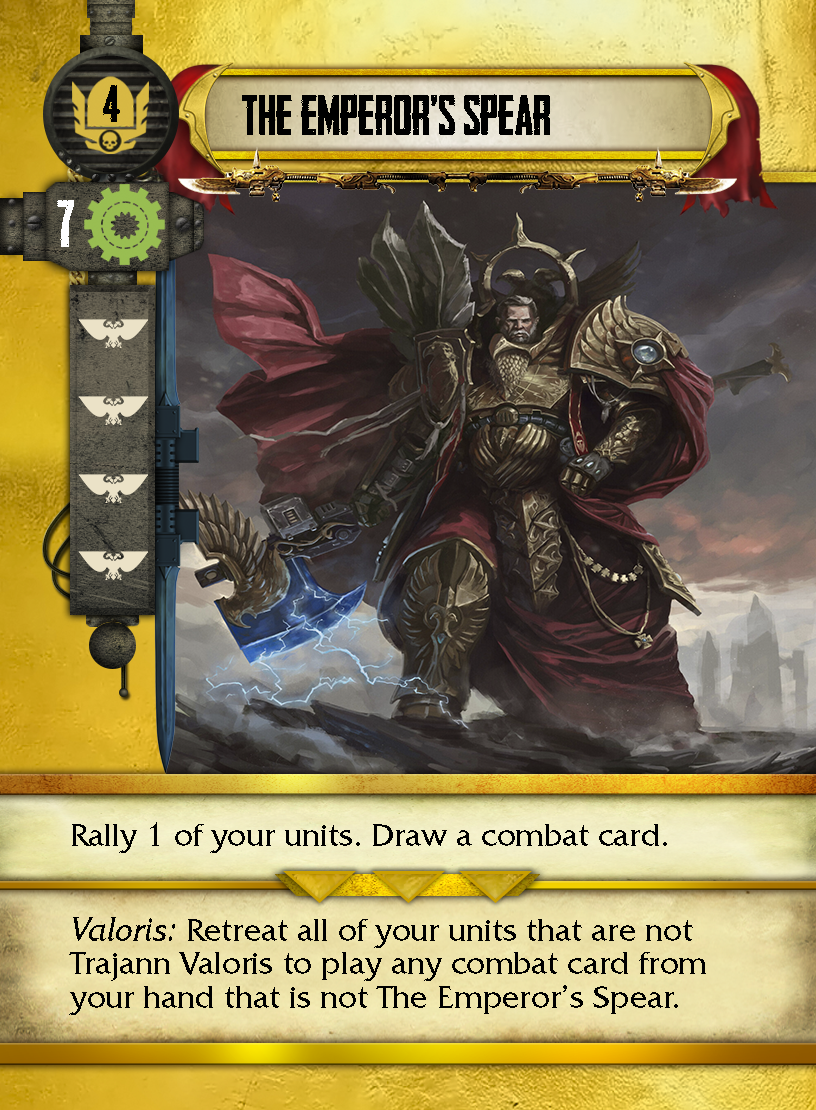 4
THE EMPEROR'S SPEAR
7
Rally 1 of your units. Draw a combat card.
Valoris: Retreat all of your units that are not
Trajann Valoris to play any combat card from
your hand that is not The Emperor's Spear.